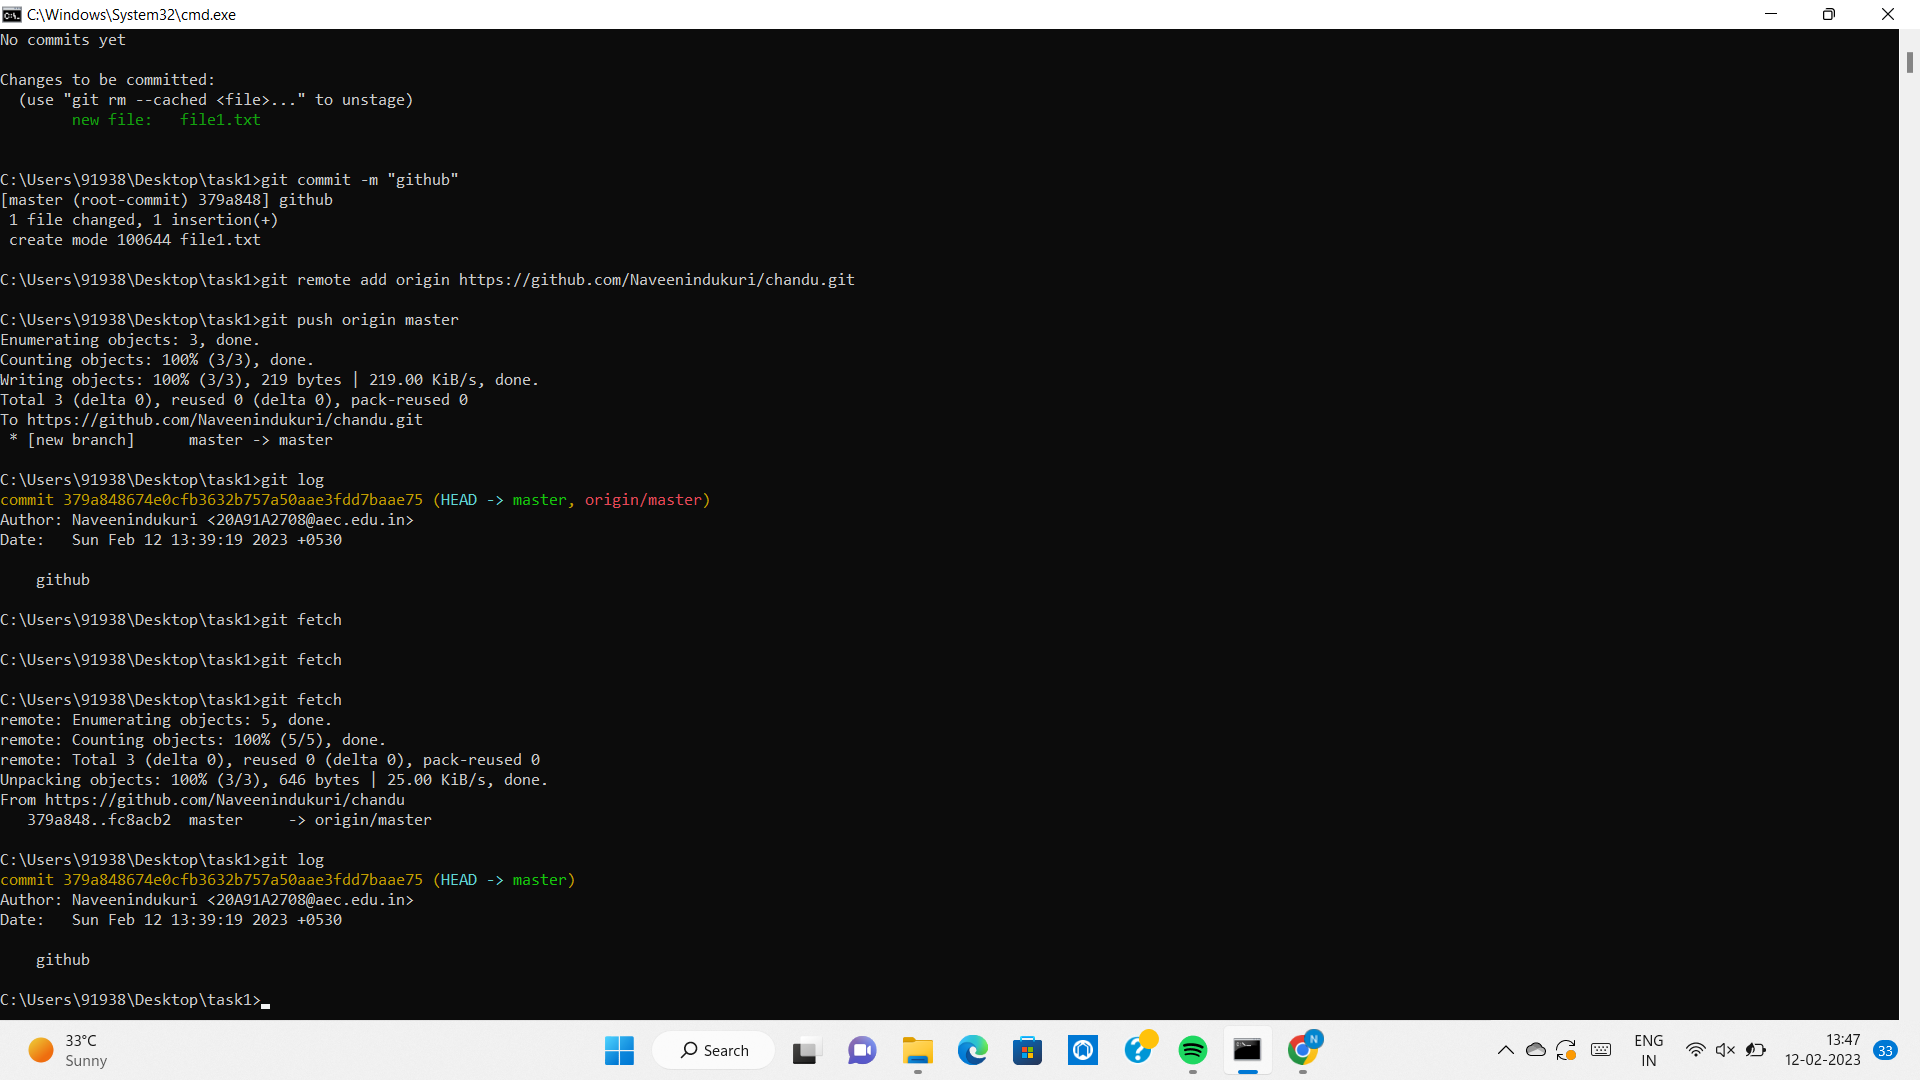 C:\Windows\System32\cmd.exe
No commits yet
Changes to be committed:
  (use "git rm --cached <file>..." to unstage)
        new file:   file1.txt
C:\Users\91938\Desktop\task1>git commit -m "github"
[master (root-commit) 379a848] github
 1 file changed, 1 insertion(+)
 create mode 100644 file1.txt
C:\Users\91938\Desktop\task1>git remote add origin https://github.com/Naveenindukuri/chandu.git
C:\Users\91938\Desktop\task1>git push origin master
Enumerating objects: 3, done.
Counting objects: 100% (3/3), done.
Writing objects: 100% (3/3), 219 bytes | 219.00 KiB/s, done.
Total 3 (delta 0), reused 0 (delta 0), pack-reused 0
To https://github.com/Naveenindukuri/chandu.git
 * [new branch]      master -> master
C:\Users\91938\Desktop\task1>git log
commit 379a848674e0cfb3632b757a50aae3fdd7baae75 (HEAD -> master, origin/master)
Author: Naveenindukuri <20A91A2708@aec.edu.in>
Date:   Sun Feb 12 13:39:19 2023 +0530
    github
C:\Users\91938\Desktop\task1>git fetch
C:\Users\91938\Desktop\task1>git fetch
C:\Users\91938\Desktop\task1>git fetch
remote: Enumerating objects: 5, done.
remote: Counting objects: 100% (5/5), done.
remote: Total 3 (delta 0), reused 0 (delta 0), pack-reused 0
Unpacking objects: 100% (3/3), 646 bytes | 25.00 KiB/s, done.
From https://github.com/Naveenindukuri/chandu
   379a848..fc8acb2  master     -> origin/master
C:\Users\91938\Desktop\task1>git log
commit 379a848674e0cfb3632b757a50aae3fdd7baae75 (HEAD -> master)
Author: Naveenindukuri <20A91A2708@aec.edu.in>
Date:   Sun Feb 12 13:39:19 2023 +0530
    github
C:\Users\91938\Desktop\task1>
33°C
Sunny
Search
N
ENG
IN
13:47
12-02-2023
33